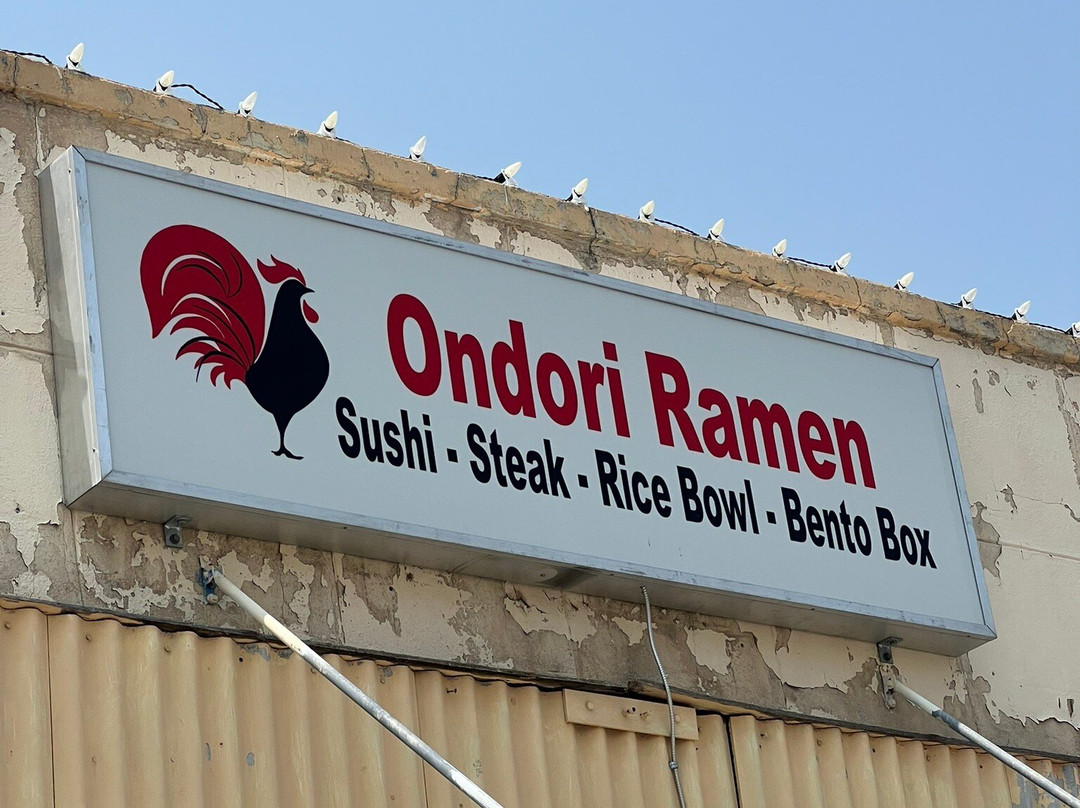 Ondori Ramen
Sushi - Steak - Rice Bowl - Bento Box